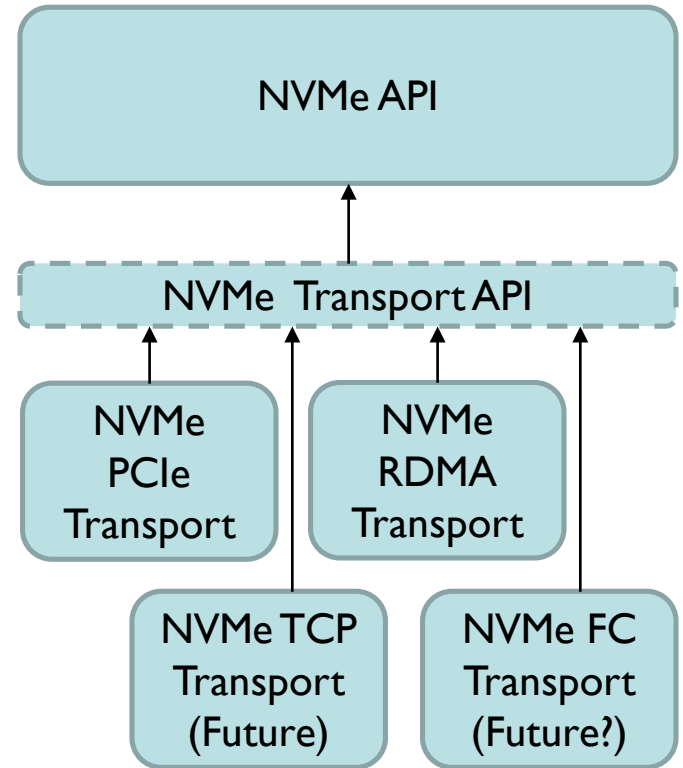 NVMe API
NVMe Transport API
NVMe
PCIe
Transport
NVMe
RDMA
Transport
NVMe TCP
Transport
(Future)
NVMe FC
Transport
(Future?)